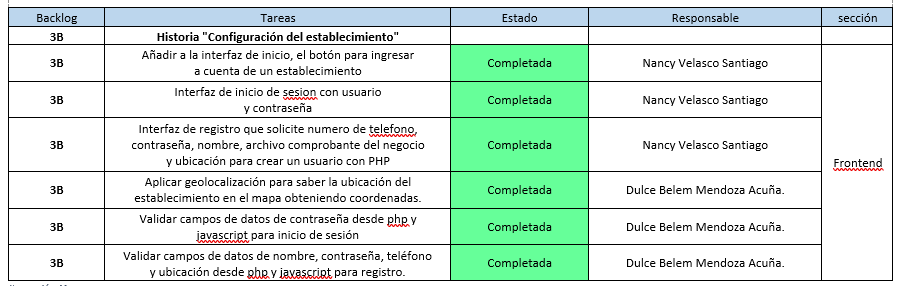 Backlog Tareas Estado Responsable sección
3B Historia "Configuración del establecimiento"
3B Añadir a la interfaz de inicio, el botón para ingresar
a cuenta de un establecimiento Completada Nancy Velasco Santiago
3B Interfaz de inicio de sesion con usuario
y contraseña Completada Nancy Velasco Santiago
3B Interfaz de registro que solicite numero de telefono,
contraseña, nombre, archivo comprobante del negocio
y ubicación para crear un usuario con PHP Completada Nancy Velasco Santiago
Frontend
3B Aplicar geolocalización para saber la ubicación del
establecimiento en el mapa obteniendo coordenadas. Completada Dulce Belem Mendoza Acuña.
3B Validar campos de datos de contraseña desde php y
javascript para inicio de sesión Completada Dulce Belem Mendoza Acuña.
3B Validar campos de datos de nombre, contraseña, teléfono
y ubicación desde php y javascript para registro. Completada Dulce Belem Mendoza Acuña.